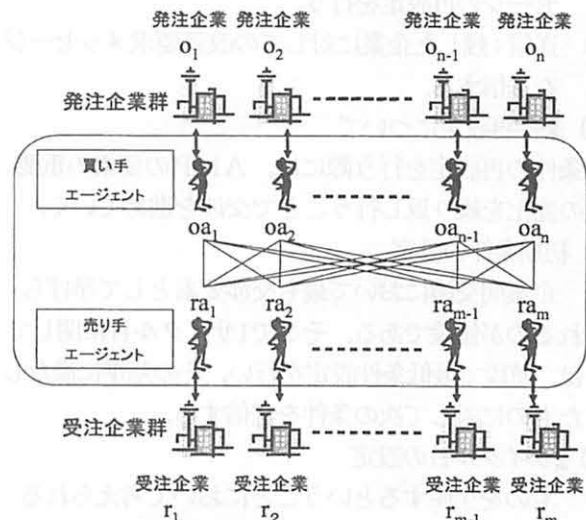 発注企業 発注企業 発注企業 発注企業
o1 o2 on-1 on
発注企業群
買い手
エージェント
oa1 oa2 oan-1 oan
ra1 ra2 ram-1 ram
売り手
エージェント
受注企業群
受注企業 受注企業 受注企業 受注企業
r1 r2 rm-1 rm